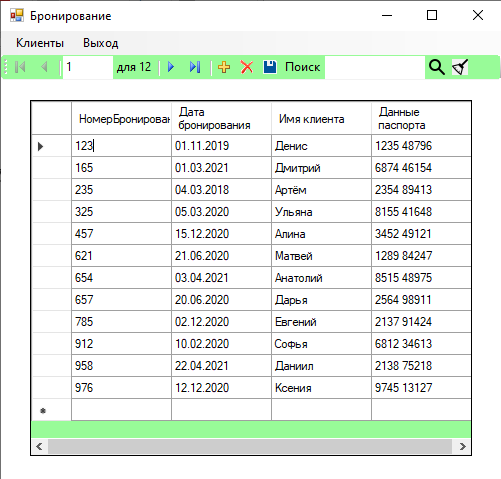 Бронирование
Клиенты Выход
1 для 12 Поиск
НомерБронирован Дата бронирования Имя клиента Данные паспорта
123 01.11.2019 Денис 1235 48796
165 01.03.2021 Дмитрий 6874 46154
235 04.03.2018 Артём 2354 89413
325 05.03.2020 Ульяна 8155 41648
457 15.12.2020 Алина 3452 49121
621 21.06.2020 Матвей 1289 84247
654 03.04.2021 Анатолий 8515 48975
657 20.06.2020 Дарья 2564 98911
785 02.12.2020 Евгений 2137 91424
912 10.02.2020 Софья 6812 34613
958 22.04.2021 Даниил 2138 75218
976 12.12.2020 Ксения 9745 13127